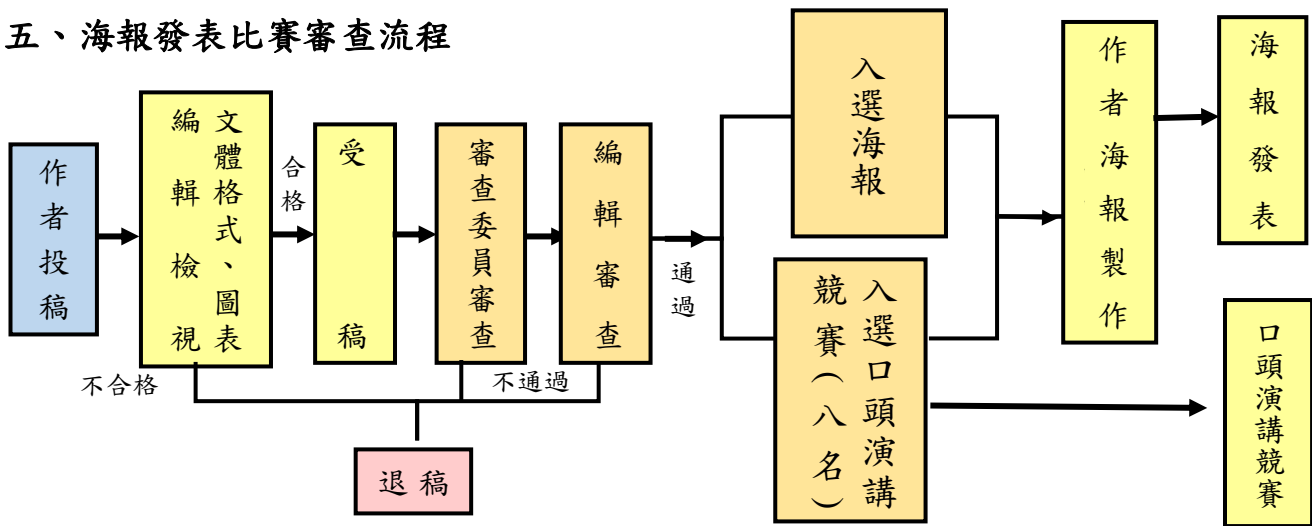 五、海報發表比賽審查流程
作者投稿
文體格式、圖表
編輯檢視
合格
不合格
受稿
審查委員審查
編輯審查
不通過
退稿
通過
入選海報
入選口頭演講
競賽(八名)
作者海報製作
海報發表
口頭演講競賽